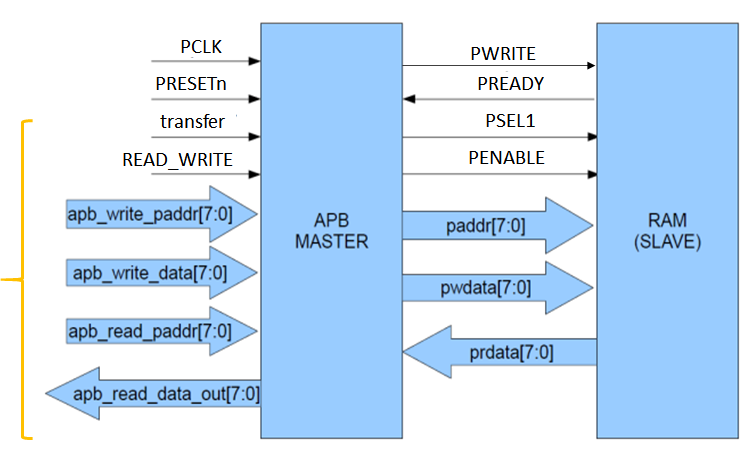 PCLK
PRESETn
transfer
READ_WRITE
apb_write_paddr[7:0]
apb_write_data[7:0]
apb_read_paddr[7:0]
apb_read_data_out[7:0]
APB
MASTER
PWRITE
PREADY
PSEL1
PENABLE
paddr[7:0]
pwdata[7:0]
prdata[7:0]
RAM
(SLAVE)